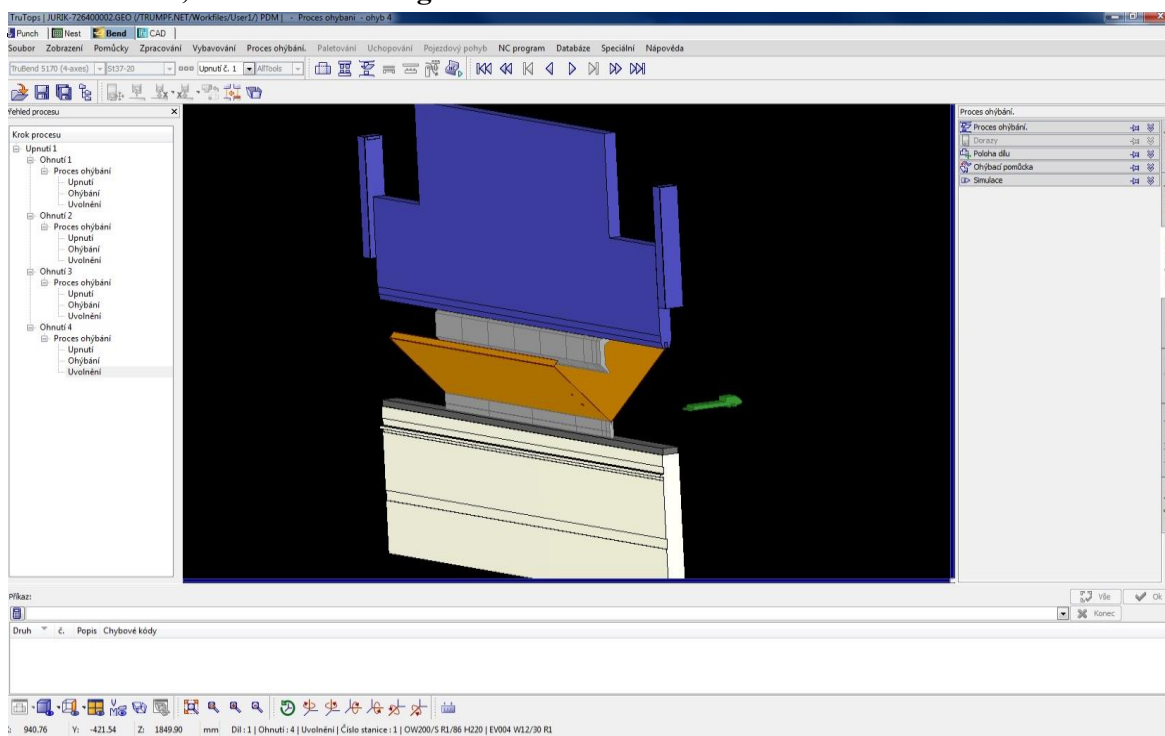 TruTops | JURIK-726400002.GEO (/TRUMPF.NET/Workfiles/User1/) PDM | - Proces ohybani - ohyb 4
Punch Nest Bend CAD
Soubor Zobrazení Pomůcky Zpracování Vybavování Proces ohýbání. Paletování Uchopování Pojezdový pohyb NC program Databáze Speciální Nápověda
TruBend 5170 (4-axes) St37-20 Upnutí č. 1 AllTools
Přehled procesu
Proces ohýbání.
Krok procesu
Upnutí 1
Ohnutí 1
Proces ohýbání
Upnutí
Ohýbání
Uvolnění
Ohnutí 2
Proces ohýbání
Upnutí
Ohýbání
Uvolnění
Ohnutí 3
Proces ohýbání
Upnutí
Ohýbání
Uvolnění
Ohnutí 4
Proces ohýbání
Upnutí
Ohýbání
Uvolnění
Proces ohýbání.
Dorazy
Poloha dílu
Ohýbací pomůcka
Simulace
Příkaz:
Vše Ok
Konec
Druh č. Popis Chybové kódy
940.76 Y: -421.54 Z: 1849.90 mm Díl : 1 | Ohnutí : 4 | Uvolnění | Číslo stanice : 1 | OW200/S R1/86 H220 | EV004 W12/30 R1